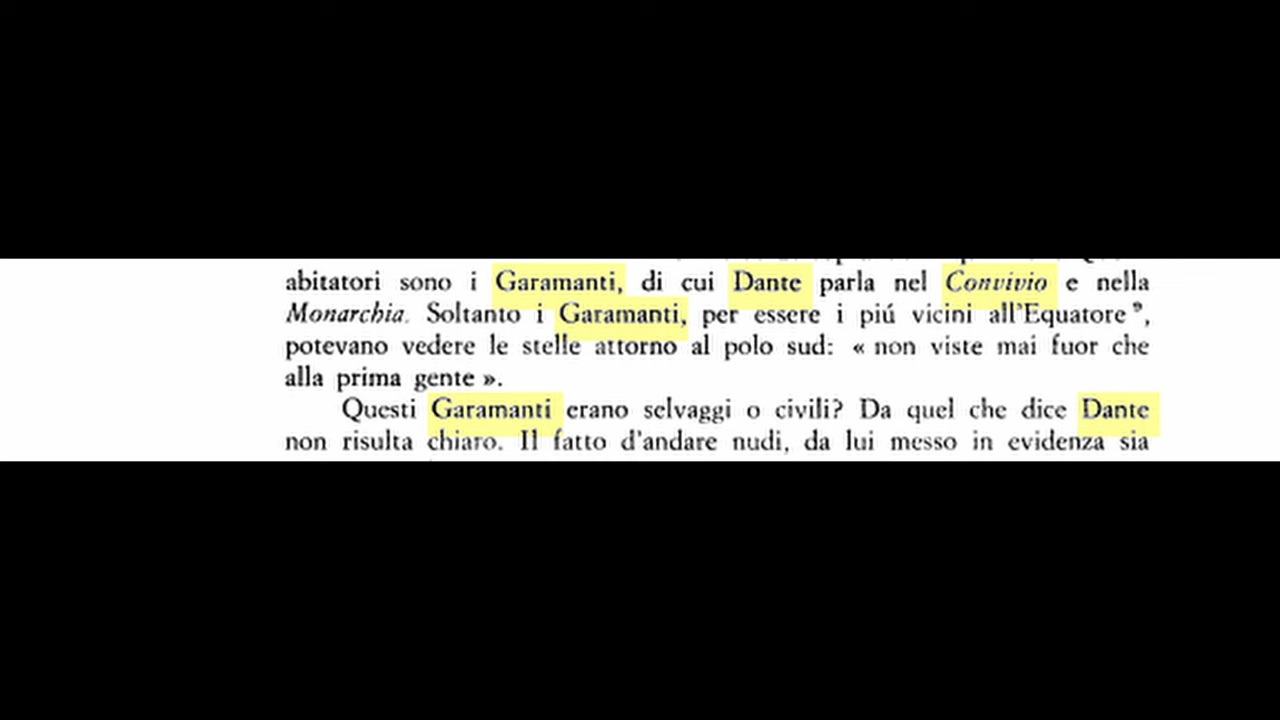 abitatori sono i Garamanti, di cui Dante parla nel Convivio e nella
Monarchia. Soltanto i Garamanti, per essere i piú vicini all'Equatore⁹,
potevano vedere le stelle attorno al polo sud: « non viste mai fuor che
alla prima gente ».
Questi Garamanti erano selvaggi o civili? Da quel che dice Dante
non risulta chiaro. Il fatto d'andare nudi, da lui messo in evidenza sia